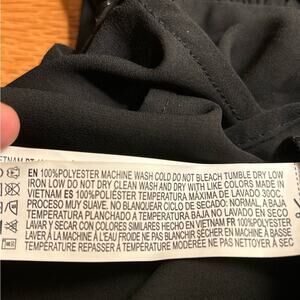 EN 100%POLYESTER MACHINE WASH COLD DO NOT BLEACH TUMBLE DRY LOW
IRON LOW DO NOT DRY CLEAN WASH AND DRY WITH LIKE COLORS MADE IN
VIETNAM ES 100%POLIÉSTER TEMPERATURA MÁXIMA DE LAVADO 30OC.
PROCESO MUY SUAVE. NO BLANQUEAR CICLO DE SECADO: NORMAL, A BAJA
TEMPERATURA PLANCHADO A TEMPERATURA BAJA NO LAVADO EN SECO
LAVAR Y SECAR CON COLORES SIMILARES HECHO EN VIETNAM FR 100%POLYESTER
LAVER À LA MACHINE À L'EAU FROIDE NE PAS BLANCHIR SÉCHER EN MACHINE À BASSE
TEMPÉRATURE REPASSER À TEMPÉRATURE BASSE NE PAS NETTOYER À SEC